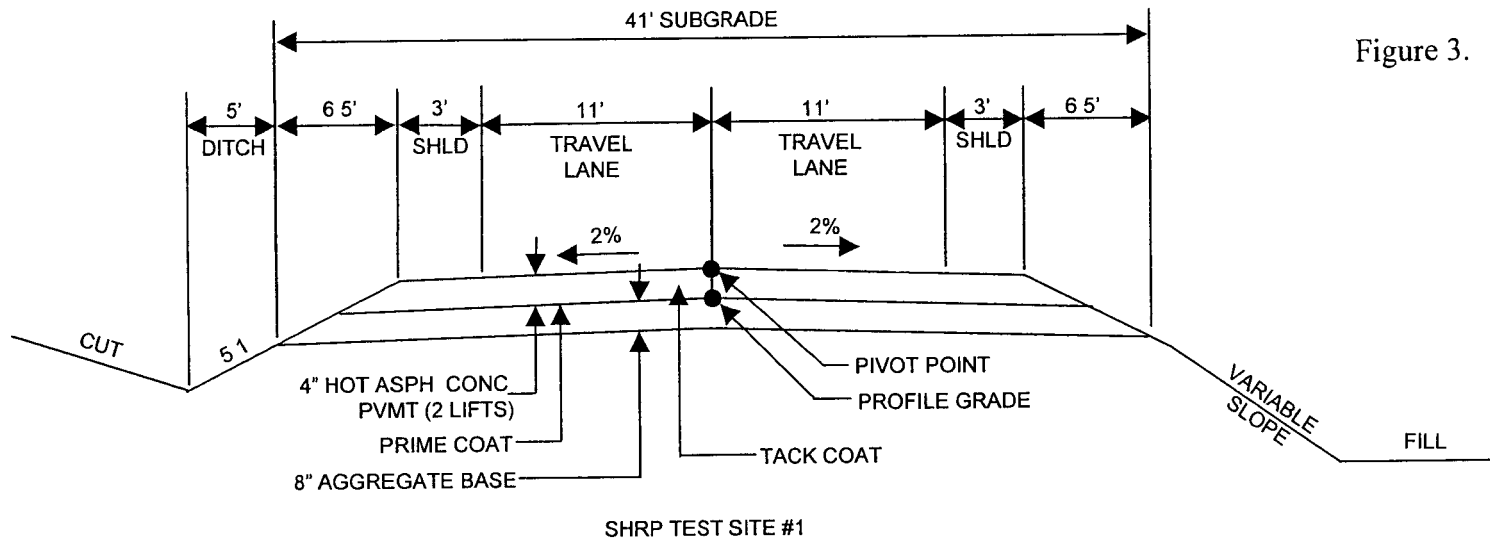 41' SUBGRADE
Figure 3.
5'
6 5'
3'
11'
11'
3'
6 5'
DITCH
SHLD
TRAVEL
LANE
TRAVEL
LANE
SHLD
2%
2%
CUT
5 1
4" HOT ASPH CONC
PVMT (2 LIFTS)
PRIME COAT
8" AGGREGATE BASE
PIVOT POINT
PROFILE GRADE
TACK COAT
VARIABLE
SLOPE
FILL
SHRP TEST SITE #1